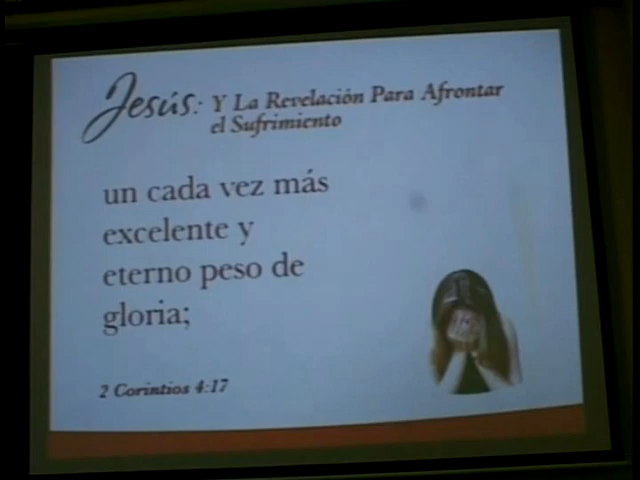 Jesús: Y La Revelación Para Afrontar
el Sufrimiento
un cada vez más
excelente y
eterno peso de
gloria;
2 Corintios 4:17